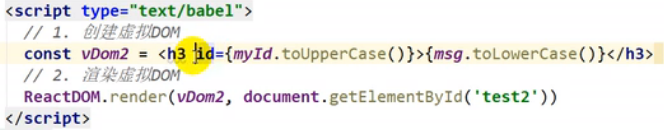 <script type="text/babel">
// 1. 创建虚拟DOM
const vDom2 = <h3 id={myId.toUpperCase()}>{msg.toLowerCase()}</h3>
// 2. 渲染虚拟DOM
ReactDOM.render(vDom2, document.getElementById('test2'))
</script>